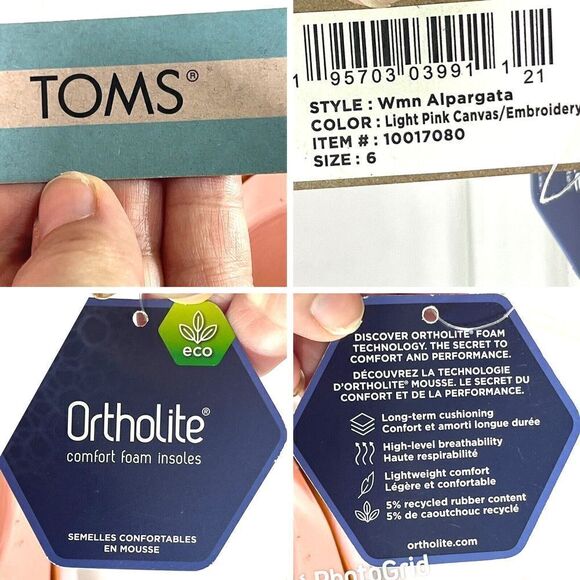 TOMS®
1 95703 03991 1 21
STYLE : Wmn Alpargata
COLOR : Light Pink Canvas/Embroidery
ITEM # : 10017080
SIZE : 6
eco
Ortholite®
comfort foam insoles
SEMELLES CONFORTABLES
EN MOUSSE
DISCOVER ORTHOLITE® FOAM
TECHNOLOGY. THE SECRET TO
COMFORT AND PERFORMANCE.
DÉCOUVREZ LA TECHNOLOGIE
D'ORTHOLITE® MOUSSE. LE SECRET DU
CONFORT ET DE LA PERFORMANCE.
Long-term cushioning
Confort et amorti longue durée
High-level breathability
Haute respirabilité
Lightweight comfort
Légère et confortable
5% recycled rubber content
5% de caoutchouc recyclé
ortholite.com
PhotoGrid